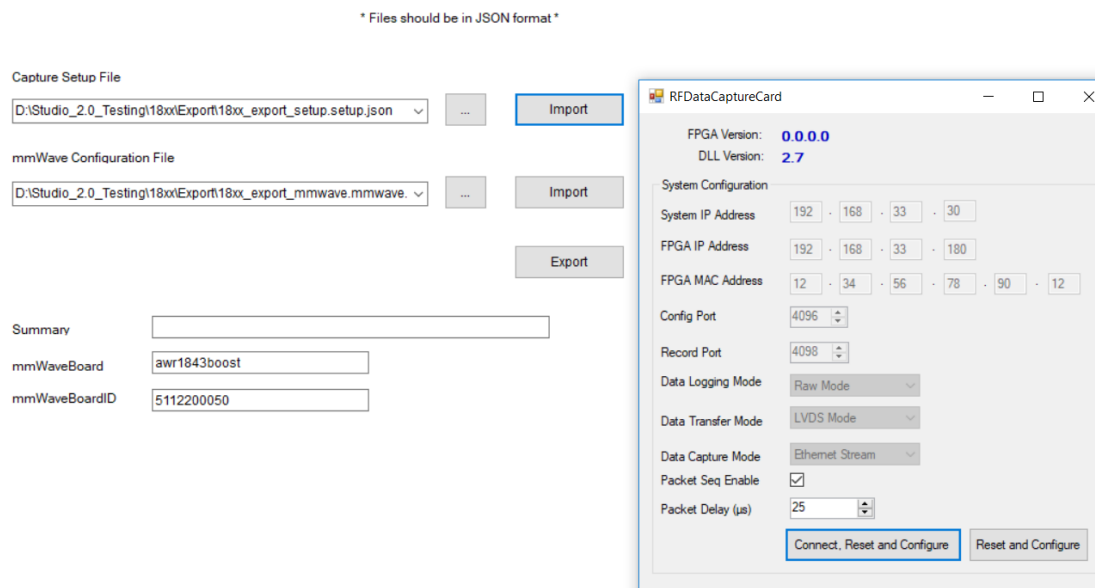 * Files should be in JSON format *
Capture Setup File
D:\Studio_2.0_Testing\18xx\Export\18xx_export_setup.setup.json
...
Import
mmWave Configuration File
D:\Studio_2.0_Testing\18xx\Export\18xx_export_mmwave.mmwave.
...
Import
Export
Summary
mmWaveBoard
awr1843boost
mmWaveBoardID
5112200050
RFDataCaptureCard
FPGA Version: 0.0.0.0
DLL Version: 2.7
System Configuration
System IP Address 192 . 168 . 33 . 30
FPGA IP Address 192 . 168 . 33 . 180
FPGA MAC Address 12 . 34 . 56 . 78 . 90 . 12
Config Port 4096
Record Port 4098
Data Logging Mode Raw Mode
Data Transfer Mode LVDS Mode
Data Capture Mode Ethernet Stream
Packet Seq Enable
Packet Delay (µs) 25
Connect, Reset and Configure
Reset and Configure